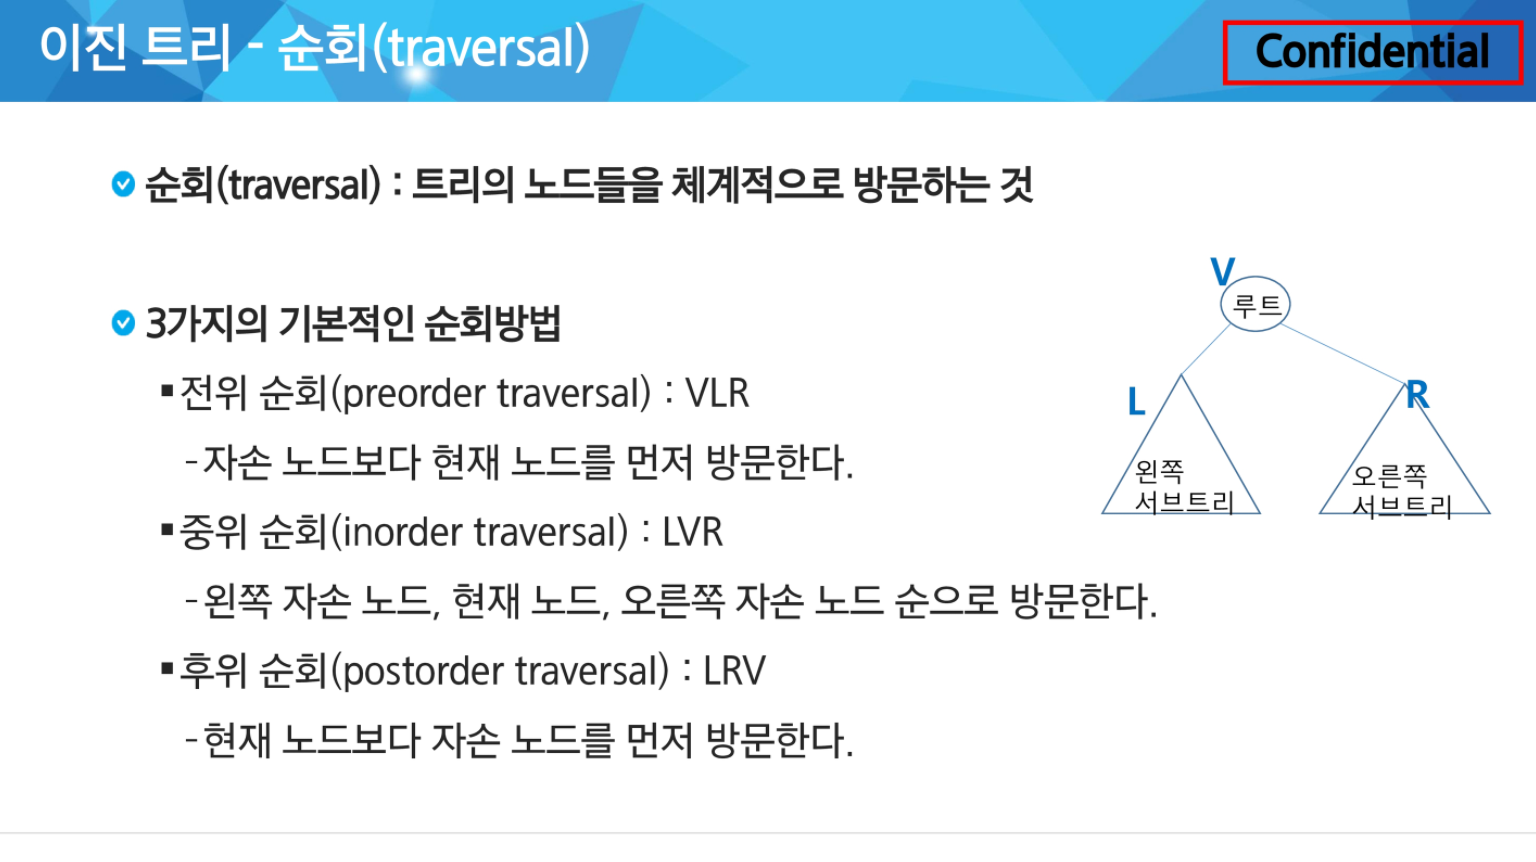 이진 트리 - 순회(traversal)
Confidential
순회(traversal) : 트리의 노드들을 체계적으로 방문하는 것
3가지의 기본적인 순회방법
▪전위 순회(preorder traversal) : VLR
-자손 노드보다 현재 노드를 먼저 방문한다.
▪중위 순회(inorder traversal) : LVR
-왼쪽 자손 노드, 현재 노드, 오른쪽 자손 노드 순으로 방문한다.
▪후위 순회(postorder traversal) : LRV
-현재 노드보다 자손 노드를 먼저 방문한다.
V
루트
L
R
왼쪽
서브트리
오른쪽
서브트리